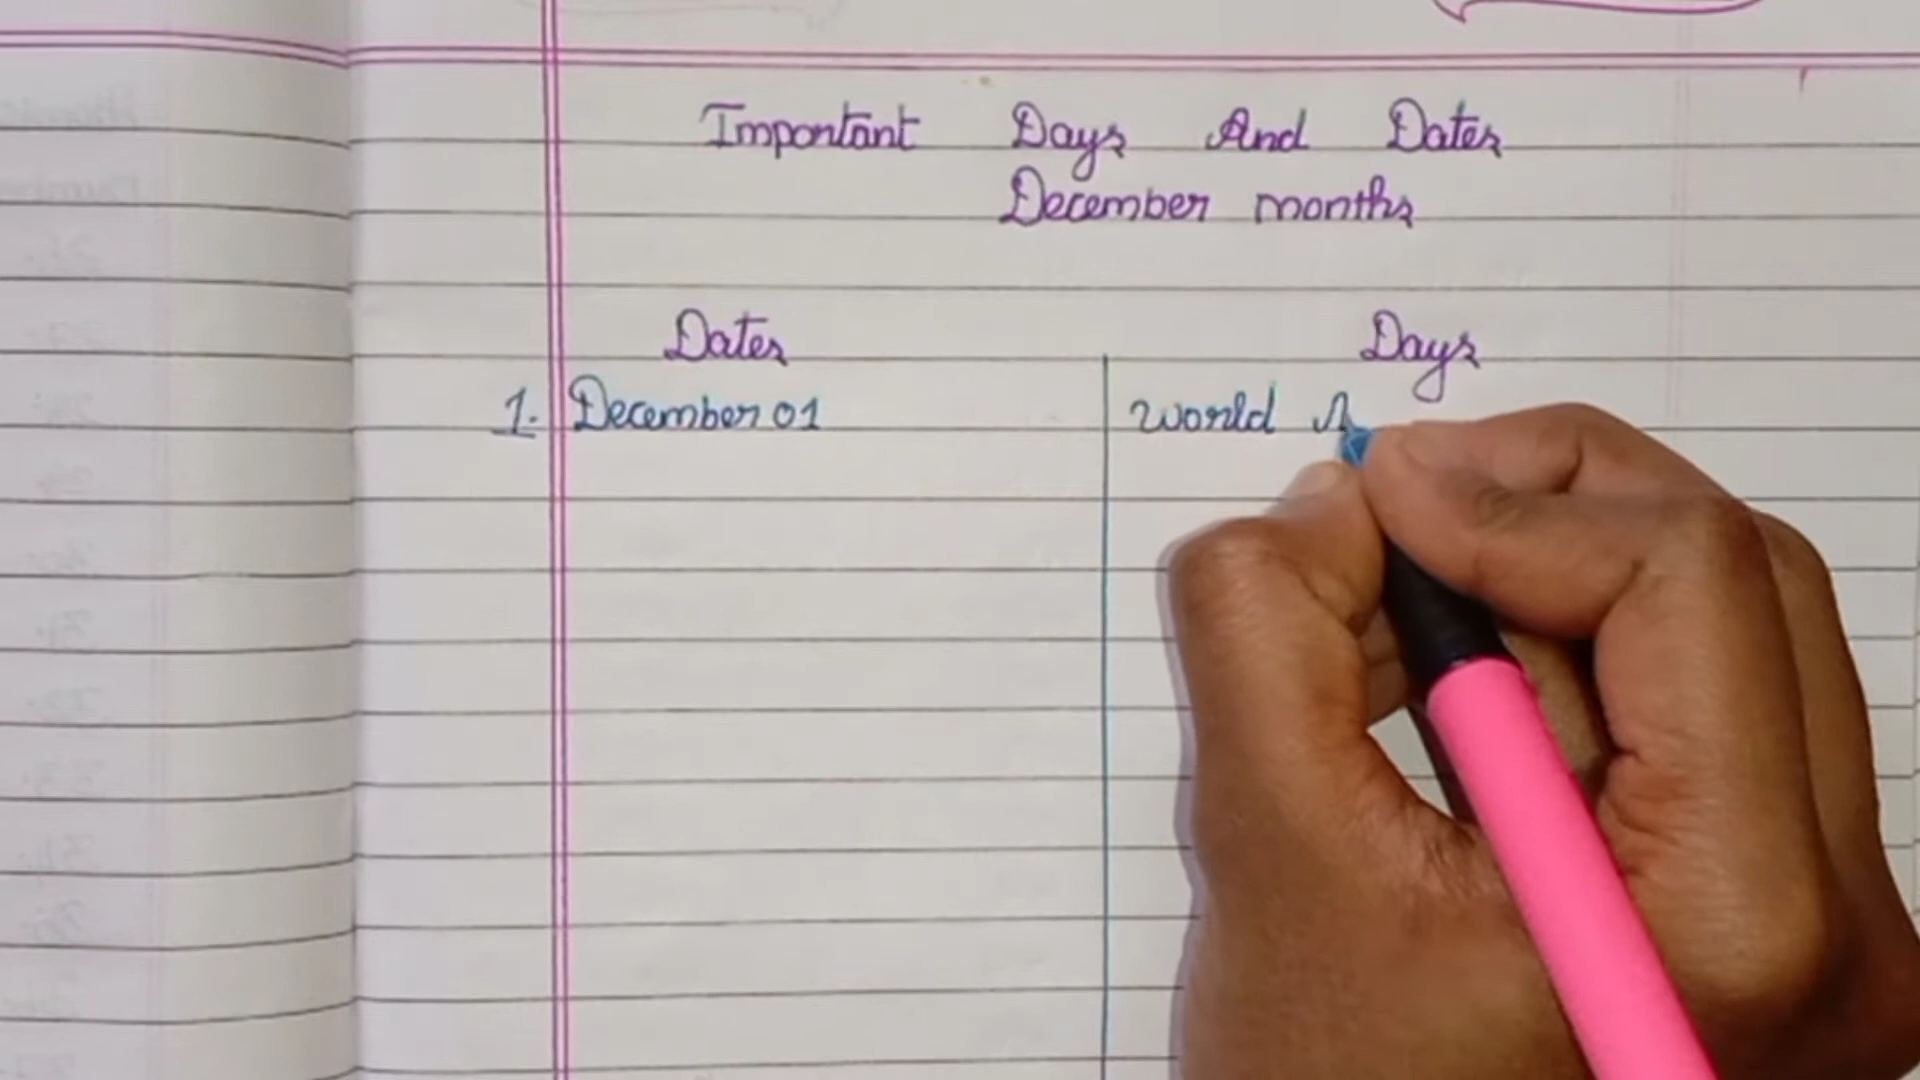 Important Days And Dates
December months
Dates Days
1. December 01 World A